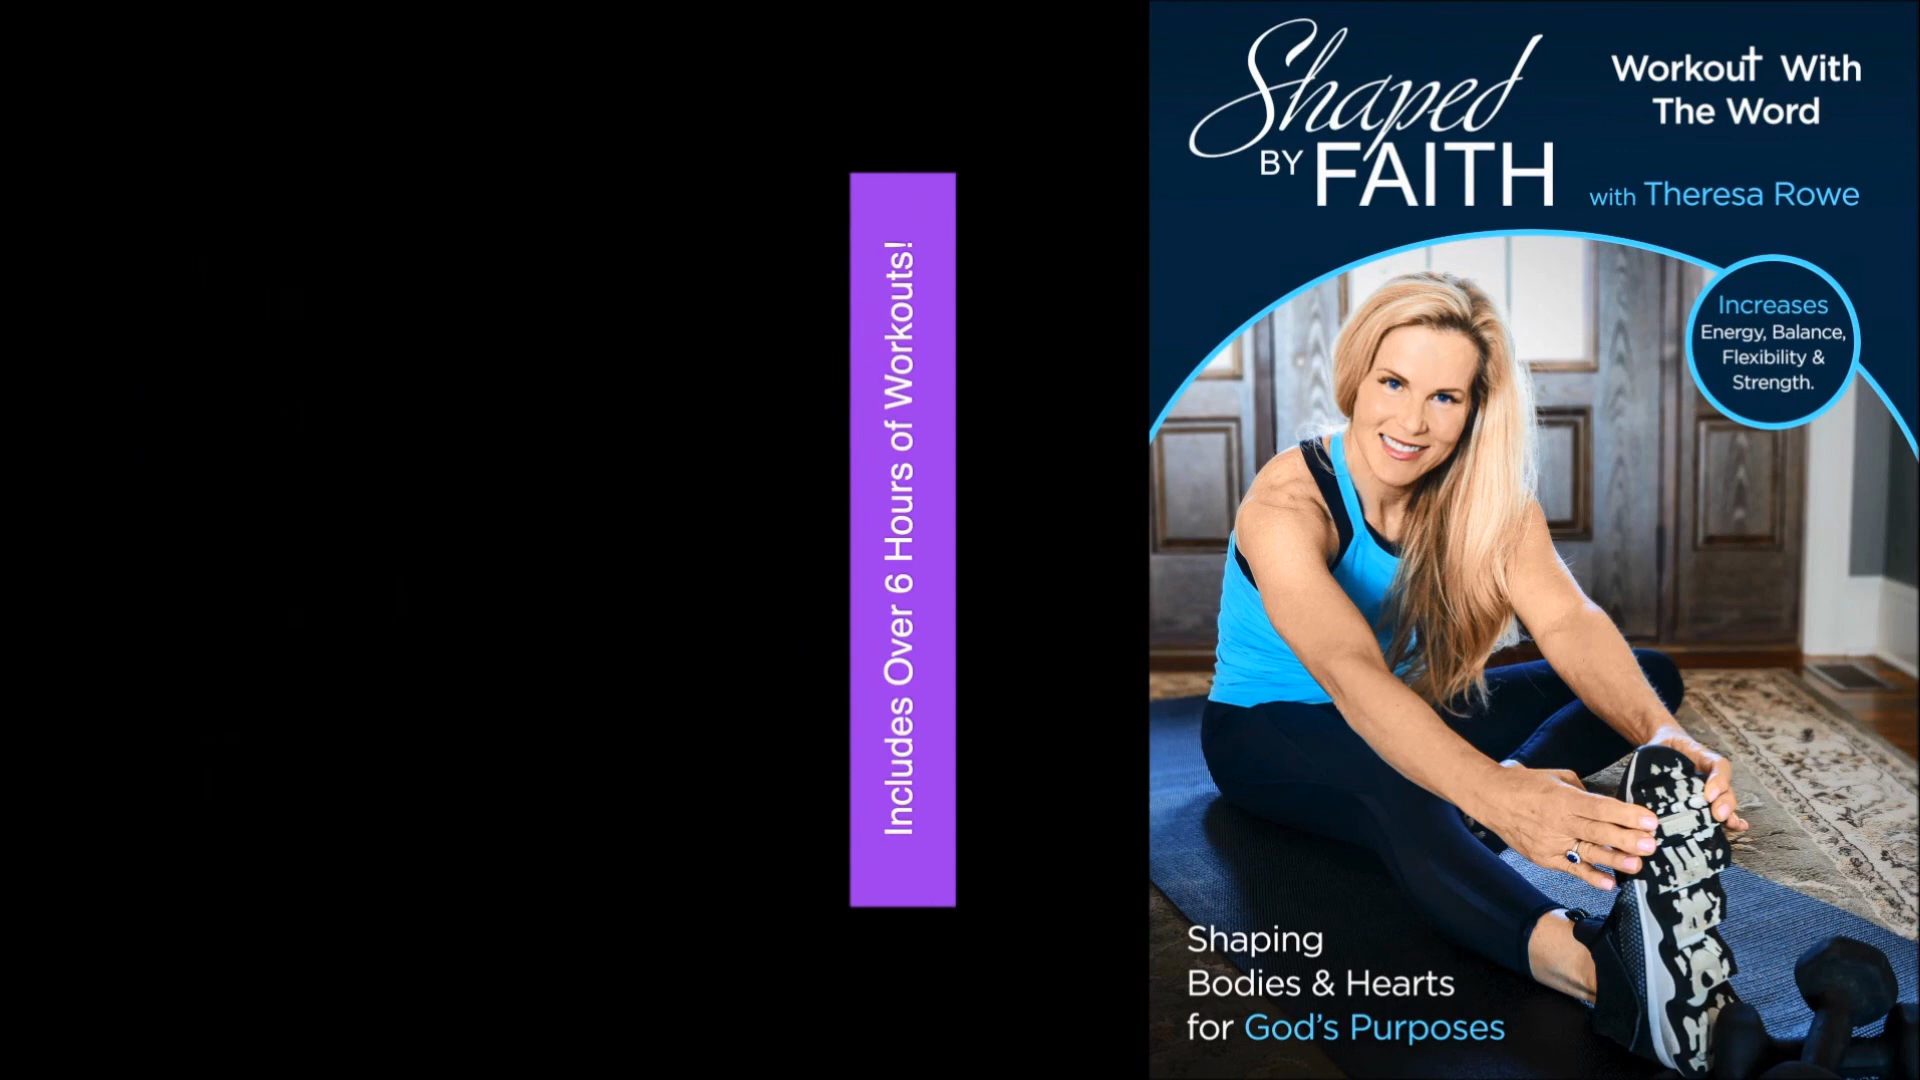 Includes Over 6 Hours of Workouts!
Shaped
BY FAITH
Workout With
The Word
with Theresa Rowe
Increases
Energy, Balance,
Flexibility &
Strength.
Shaping
Bodies & Hearts
for God's Purposes